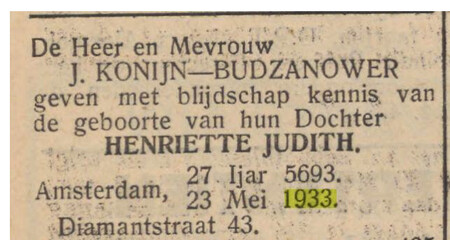 De Heer en Mevrouw
J. KONIJN—BUDZANOWER
geven met blijdschap kennis van
de geboorte van hun Dochter
HENRIETTE JUDITH.
27 Ijar 5693.
Amsterdam,
23 Mei 1933.
Diamantstraat 43.